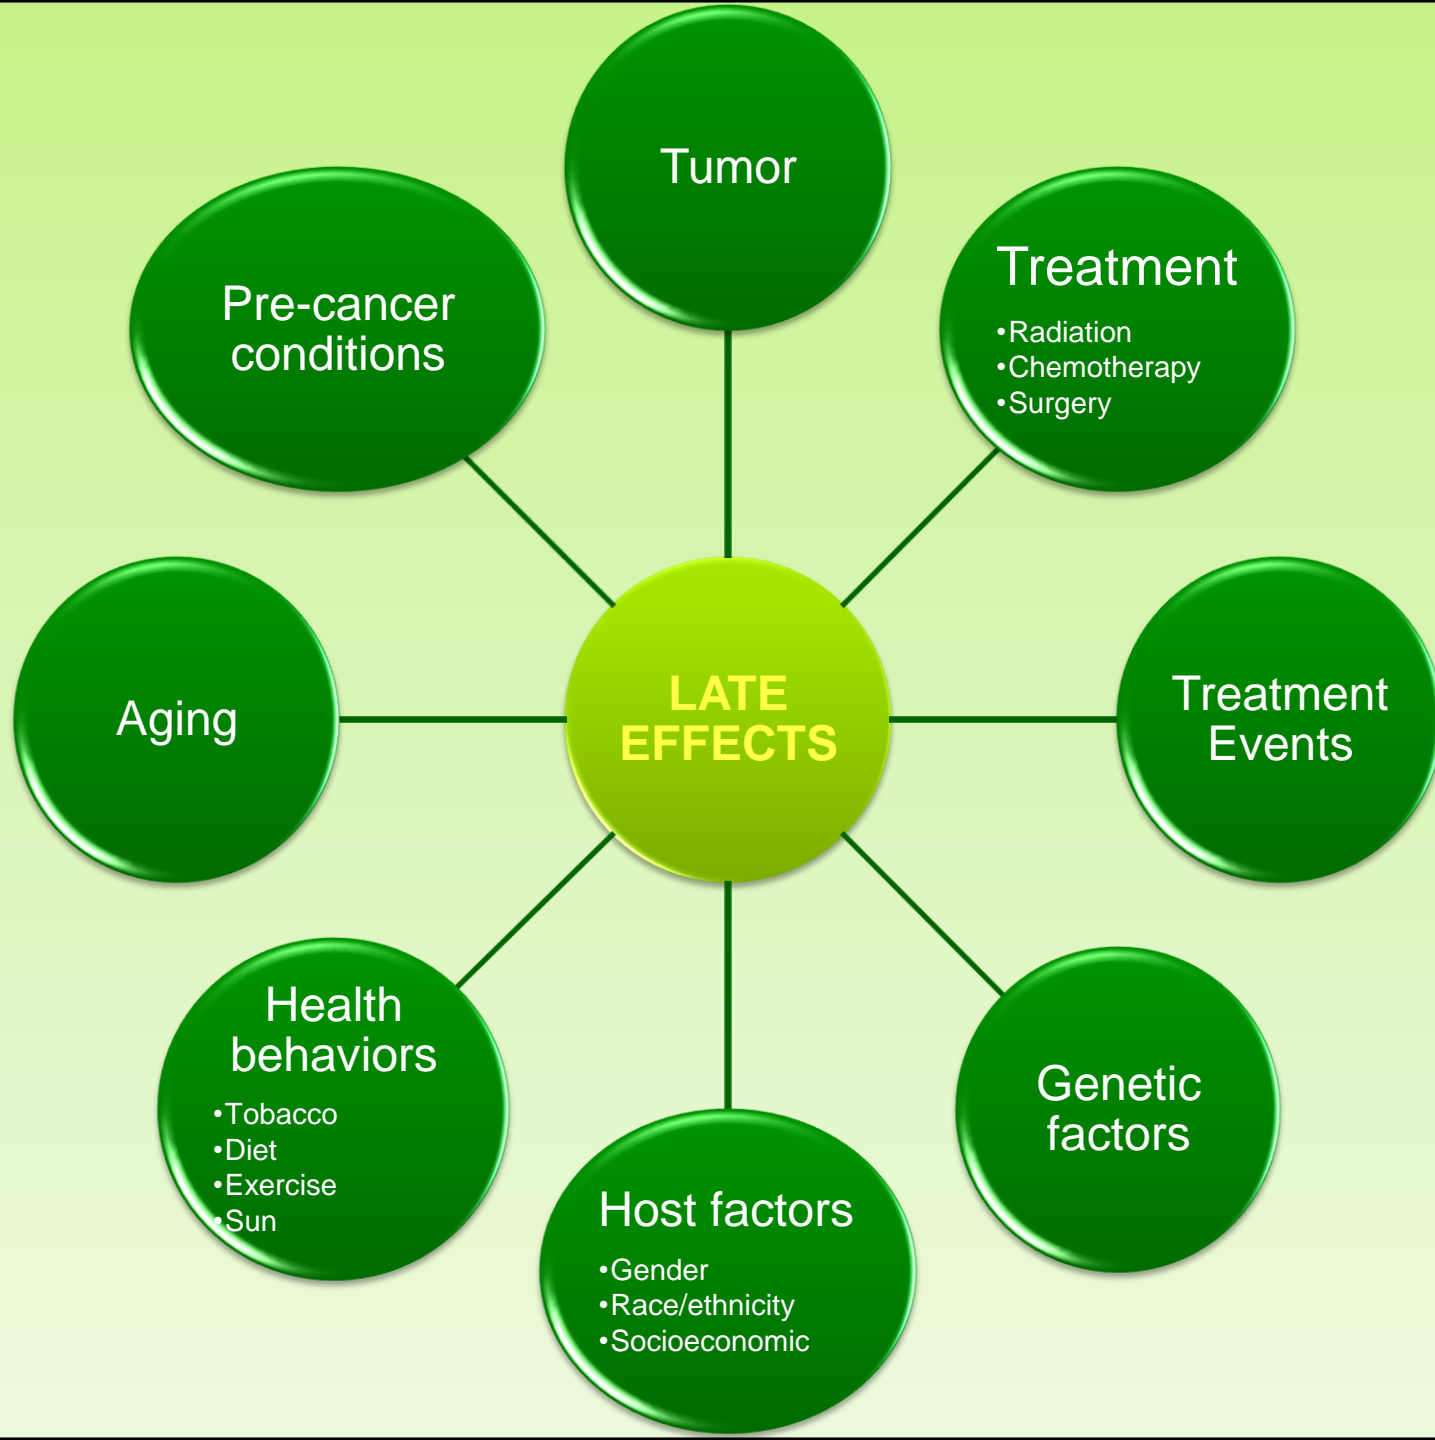 Tumor
Treatment
•Radiation
•Chemotherapy
•Surgery
Pre-cancer
conditions
Aging
LATE
EFFECTS
Treatment
Events
Health
behaviors
•Tobacco
•Diet
•Exercise
•Sun
Genetic
factors
Host factors
•Gender
•Race/ethnicity
•Socioeconomic